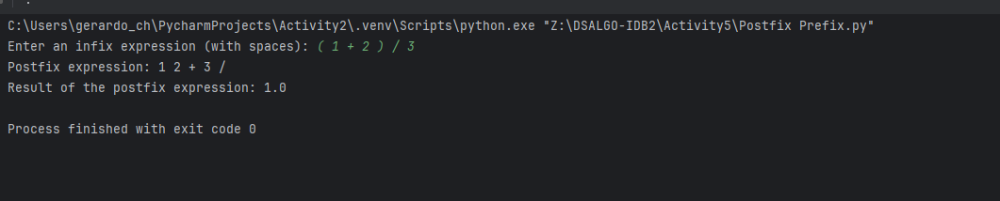 C:\Users\gerardo_ch\PycharmProjects\Activity2\.venv\Scripts\python.exe "Z:\DSALGO-IDB2\Activity5\Postfix Prefix.py"
Enter an infix expression (with spaces): ( 1 + 2 ) / 3
Postfix expression: 1 2 + 3 /
Result of the postfix expression: 1.0
Process finished with exit code 0